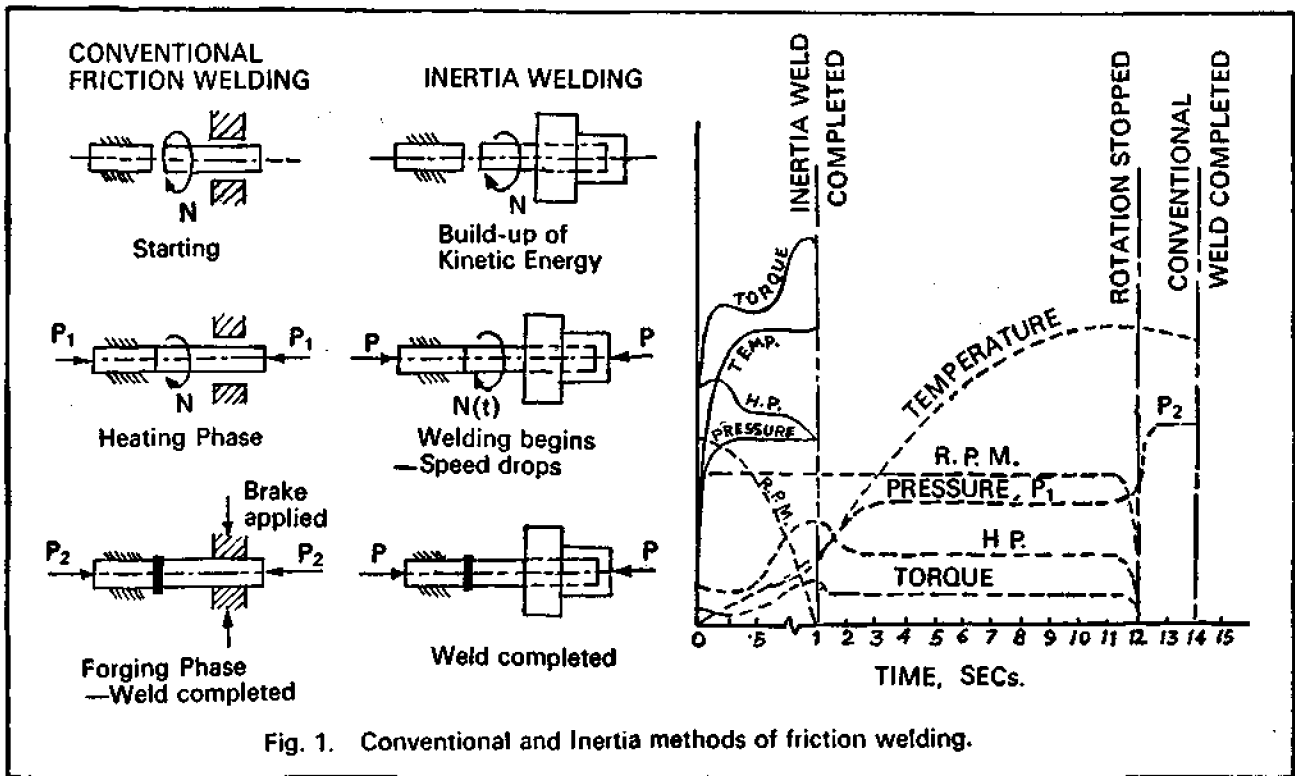 CONVENTIONAL
FRICTION WELDING
N
Starting
P₁
P₁
N
Heating Phase
Brake
applied
P₂
P₂
Forging Phase
—Weld completed
INERTIA WELDING
N
Build-up of
Kinetic Energy
P
P
N(t)
Welding begins
—Speed drops
P
P
Weld completed
INERTIA WELD
COMPLETED
ROTATION STOPPED
CONVENTIONAL
WELD COMPLETED
TORQUE
TEMP.
H.P.
PRESSURE
R.P.M.
TEMPERATURE
P₂
R.P.M.
PRESSURE, P₁
H P.
TORQUE
0 .5 1 2 3 4 5 6 7 8 9 10 11 12 13 14 15
TIME, SECs.
Fig. 1. Conventional and Inertia methods of friction welding.